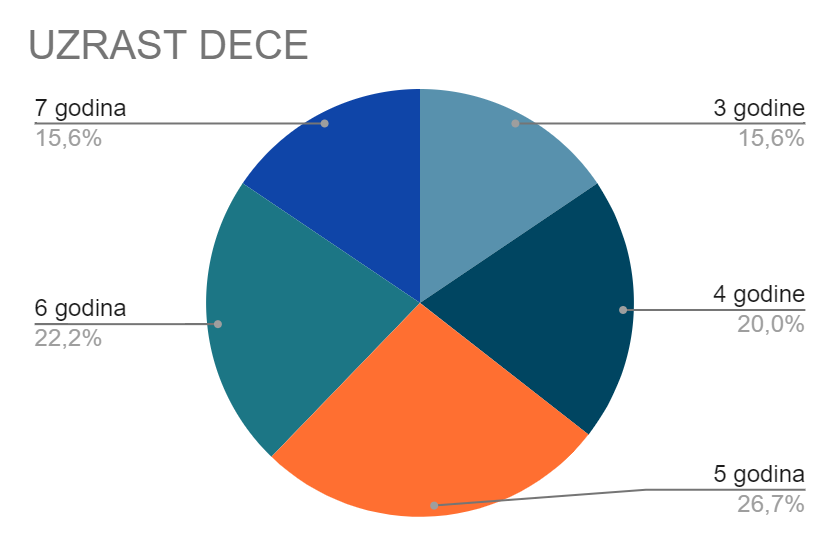 UZRAST DECE
7 godina
15,6%
3 godine
15,6%
6 godina
22,2%
4 godine
20,0%
5 godina
26,7%